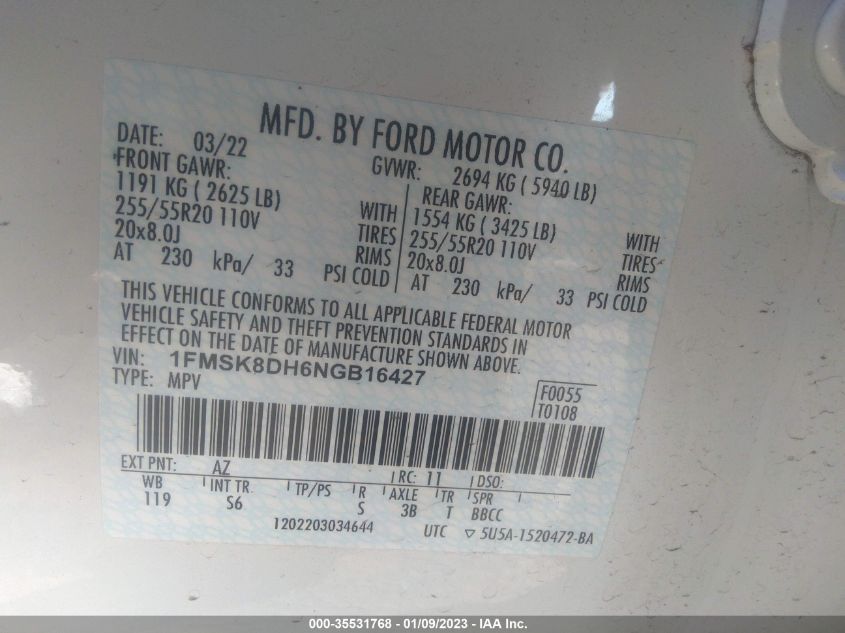 MFD. BY FORD MOTOR CO.
DATE: 03/22 GVWR: 2694 KG ( 5940 LB)
FRONT GAWR: REAR GAWR:
1191 KG ( 2625 LB) WITH 1554 KG ( 3425 LB) WITH
255/55R20 110V TIRES 255/55R20 110V TIRES
20x8.0J RIMS 20x8.0J RIMS
AT 230 kPa/ 33 PSI COLD AT 230 kPa/ 33 PSI COLD
THIS VEHICLE CONFORMS TO ALL APPLICABLE FEDERAL MOTOR
VEHICLE SAFETY AND THEFT PREVENTION STANDARDS IN
EFFECT ON THE DATE OF MANUFACTURE SHOWN ABOVE.
VIN: 1FMSK8DH6NGB16427
TYPE: MPV F0055
T0108
EXT PNT: AZ RC: 11 DSO:
WB INT TR. TP/PS R AXLE TR SPR
119 S6 S 3B T BBCC
1202203034644 UTC ▽ 5U5A-1520472-BA
000-35531768 - 01/09/2023 - IAA Inc.